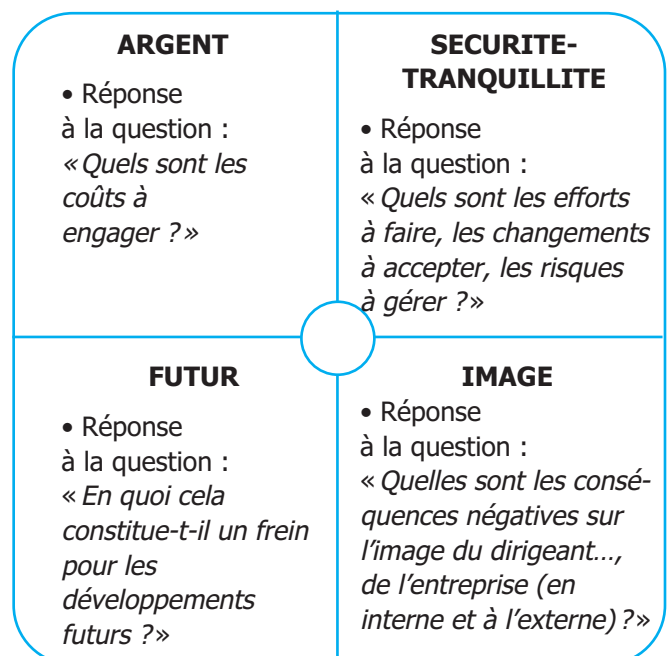 ARGENT
• Réponse
à la question :
« Quels sont les
coûts à
engager ? »
SECURITE-
TRANQUILLITE
• Réponse
à la question :
« Quels sont les efforts
à faire, les changements
à accepter, les risques
à gérer ? »
FUTUR
• Réponse
à la question :
« En quoi cela
constitue-t-il un frein
pour les
développements
futurs ? »
IMAGE
• Réponse
à la question :
« Quelles sont les consé-
quences négatives sur
l’image du dirigeant...,
de l’entreprise (en
interne et à l’externe) ? »